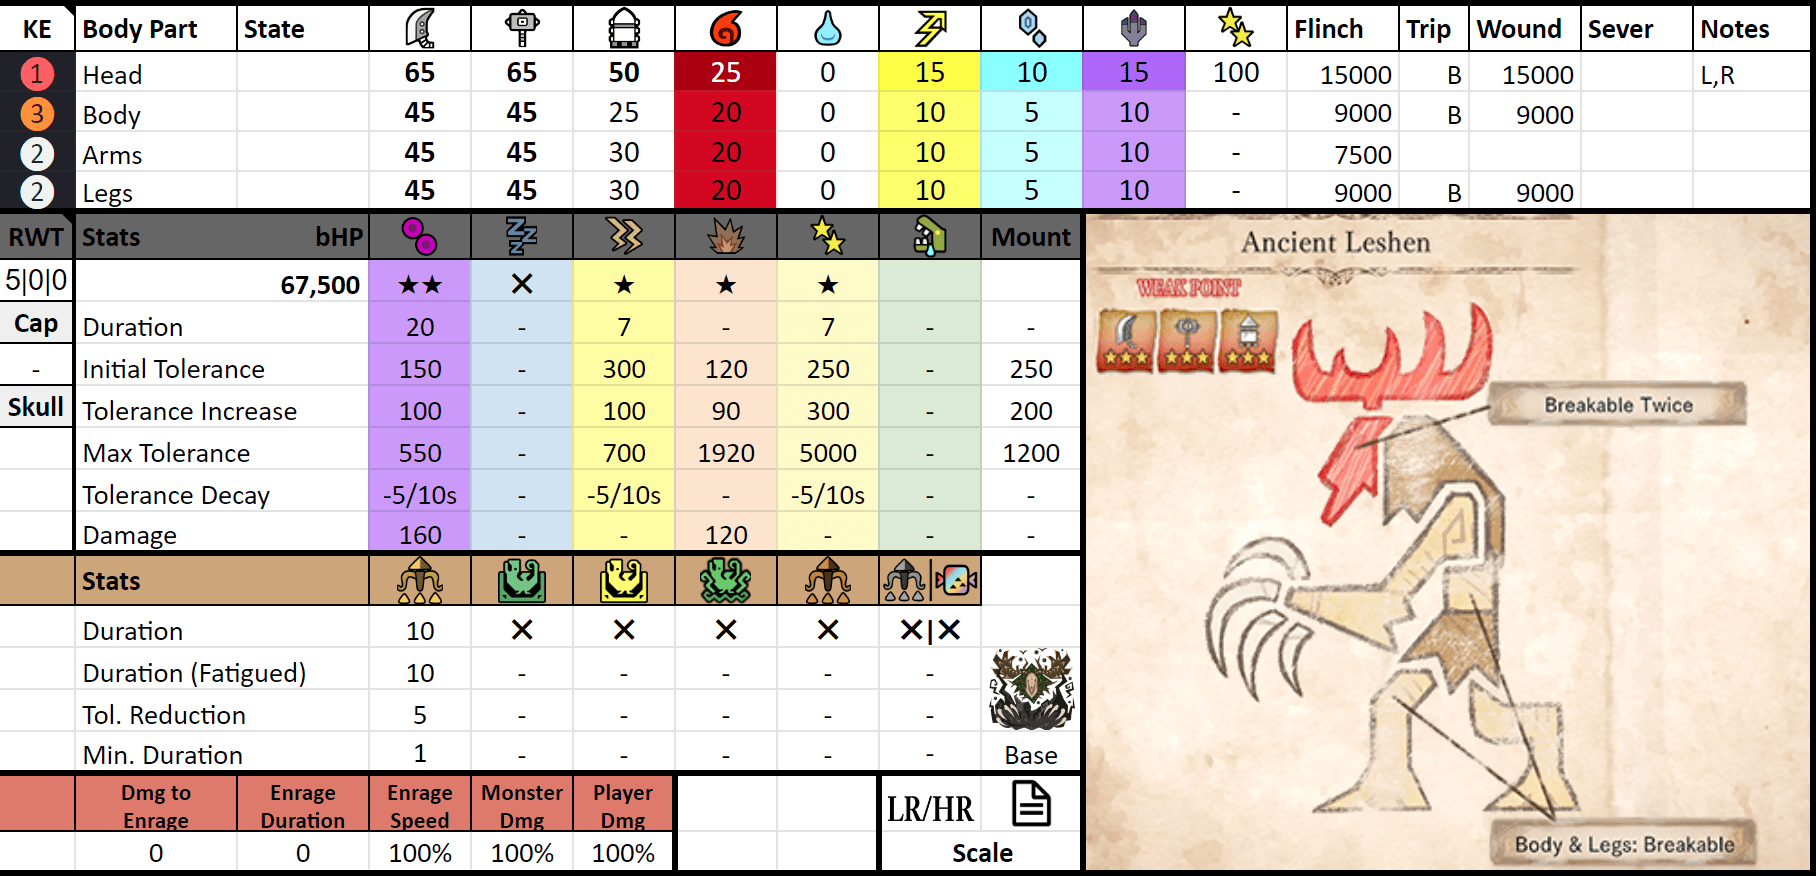 KE Body Part State Flinch Trip Wound Sever Notes
1 Head 65 65 50 25 0 15 10 15 100 15000 B 15000 L,R
3 Body 45 45 25 20 0 10 5 10 - 9000 B 9000
2 Arms 45 45 30 20 0 10 5 10 - 7500
2 Legs 45 45 30 20 0 10 5 10 - 9000 B 9000
RWT Stats bHP Mount
5|0|0 67,500 ★★ ✕ ★ ★ ★
Cap Duration 20 - 7 - 7 - -
- Initial Tolerance 150 - 300 120 250 - 250
Skull Tolerance Increase 100 - 100 90 300 - 200
Max Tolerance 550 - 700 1920 5000 - 1200
Tolerance Decay -5/10s - -5/10s - -5/10s - -
Damage 160 - - 120 - - -
Stats
Duration 10 ✕ ✕ ✕ ✕ ✕|✕
Duration (Fatigued) 10 - - - - -
Tol. Reduction 5 - - - - -
Min. Duration 1 - - - - - Base
Dmg to Enrage Enrage Duration Enrage Speed Monster Dmg Player Dmg LR/HR
0 0 100% 100% 100% Scale
Ancient Leshen
WEAK POINT
Breakable Twice
Body & Legs: Breakable